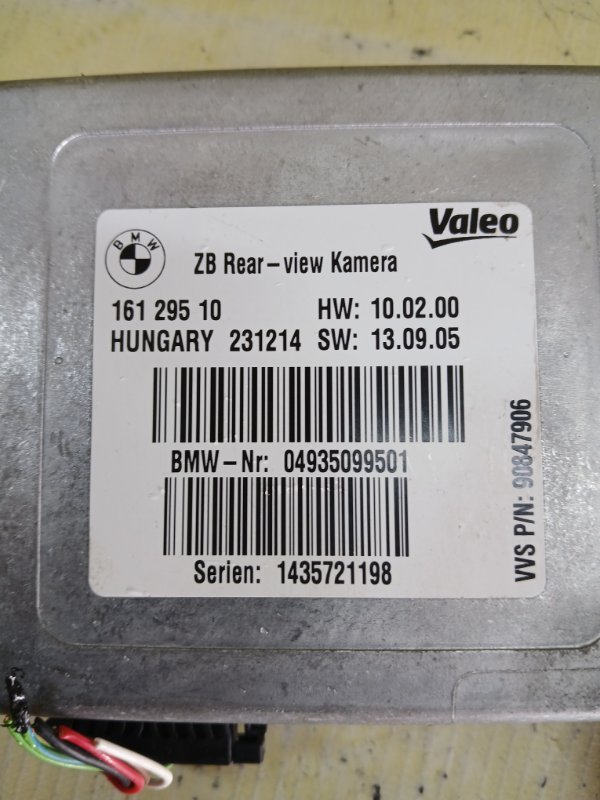 BMW
Valeo
ZB Rear-view Kamera
161 295 10 HW: 10.02.00
HUNGARY 231214 SW: 13.09.05
BMW-Nr: 04935099501
Serien: 1435721198
VVS P/N: 90847906